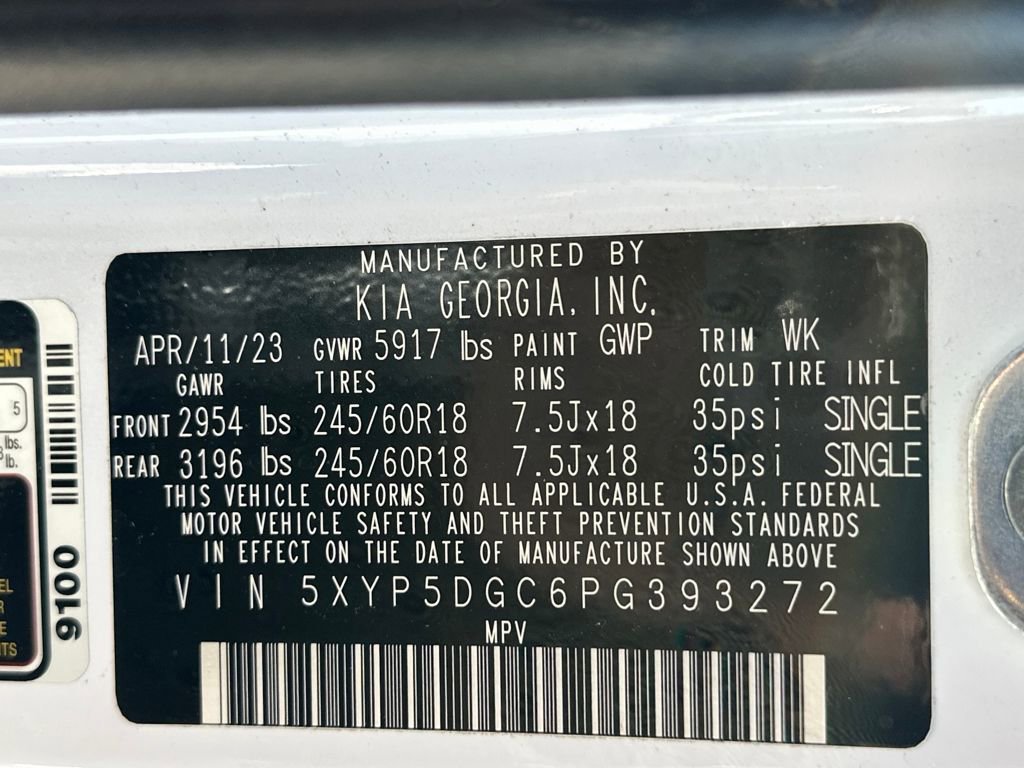 MANUFACTURED BY
KIA GEORGIA, INC.
APR/11/23 GVWR 5917 lbs PAINT GWP TRIM WK
GAWR TIRES RIMS COLD TIRE INFL
FRONT 2954 lbs 245/60R18 7.5Jx18 35psi SINGLE
REAR 3196 lbs 245/60R18 7.5Jx18 35psi SINGLE
THIS VEHICLE CONFORMS TO ALL APPLICABLE U.S.A. FEDERAL
MOTOR VEHICLE SAFETY AND THEFT PREVENTION STANDARDS
IN EFFECT ON THE DATE OF MANUFACTURE SHOWN ABOVE
VIN 5XYP5DGC6PG393272
MPV
5
lbs.
lb.
9100